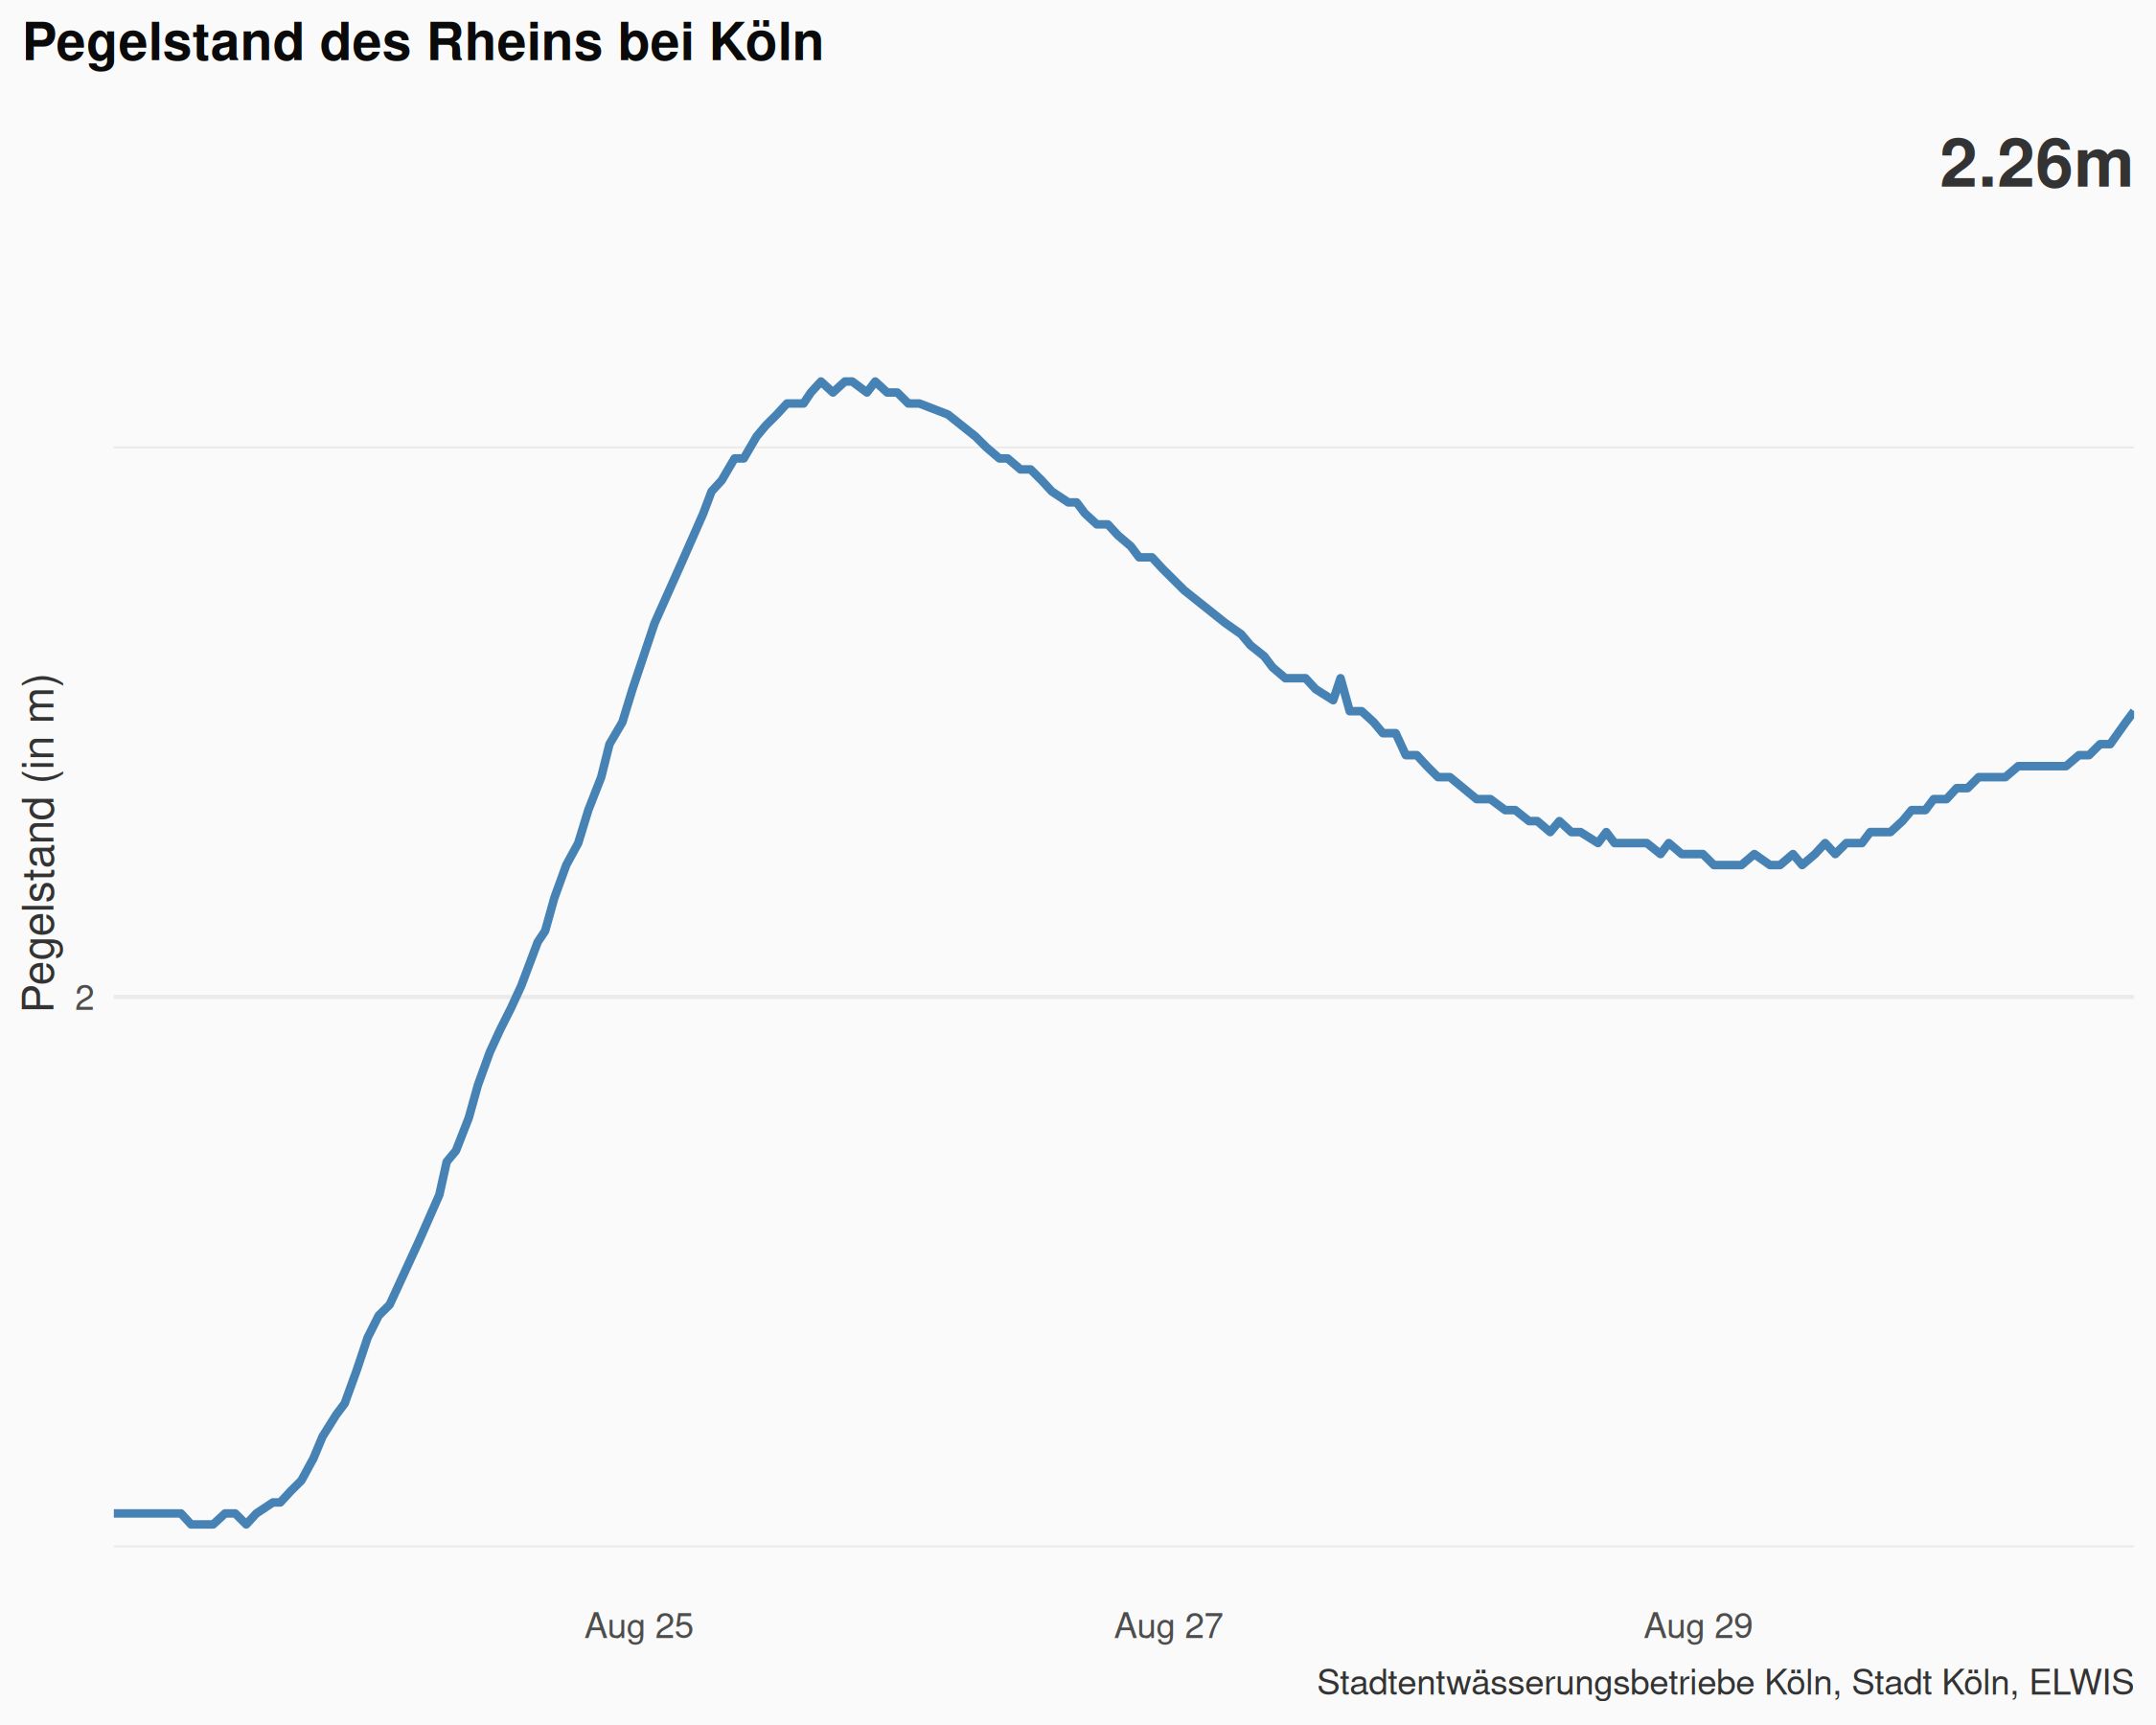 Pegelstand des Rheins bei Köln
2.26m
Pegelstand (in m)
2
Aug 25
Aug 27
Aug 29
Stadtentwässerungsbetriebe Köln, Stadt Köln, ELWIS